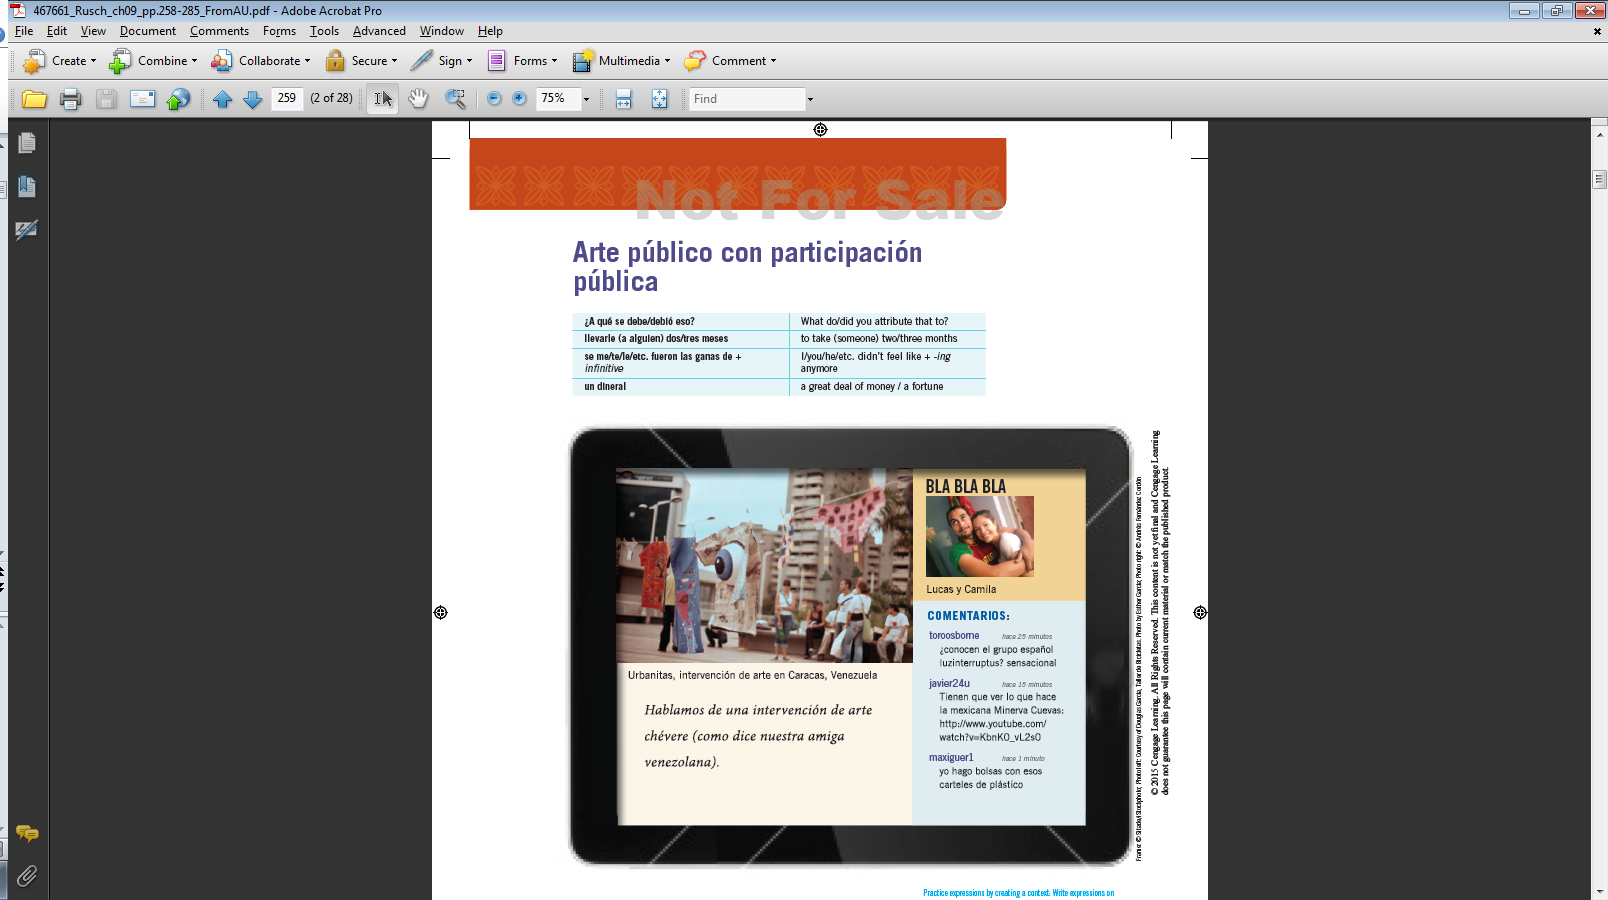 467661_Rusch_ch09_pp.258-285_FromAU.pdf - Adobe Acrobat Pro
File Edit View Document Comments Forms Tools Advanced Window Help
Create Combine Collaborate Secure Sign Forms Multimedia Comment
259 (2 of 28) 75% Find
Not For Sale
Arte público con participación
pública
¿A qué se debe/debió eso? What do/did you attribute that to?
llevarle (a alguien) dos/tres meses to take (someone) two/three months
se me/te/le/etc. fueron las ganas de + I/you/he/etc. didn't feel like + -ing
infinitive anymore
un dineral a great deal of money / a fortune
Urbanitas, intervención de arte en Caracas, Venezuela
Hablamos de una intervención de arte
chévere (como dice nuestra amiga
venezolana).
BLA BLA BLA
Lucas y Camila
COMENTARIOS:
toroosborne hace 25 minutos
¿conocen el grupo español
luzinterruptus? sensacional
javier24u hace 15 minutos
Tienen que ver lo que hace
la mexicana Minerva Cuevas:
http://www.youtube.com/
watch?v=KbnKO_vL2s0
maxiguer1 hace 1 minuto
yo hago bolsas con esos
carteles de plástico
© 2015 Cengage Learning. All Rights Reserved. This content is not yet final and Cengage Learning
does not guarantee this page will contain current material or match the published product.
Practice expressions by creating a context: Write expressions on